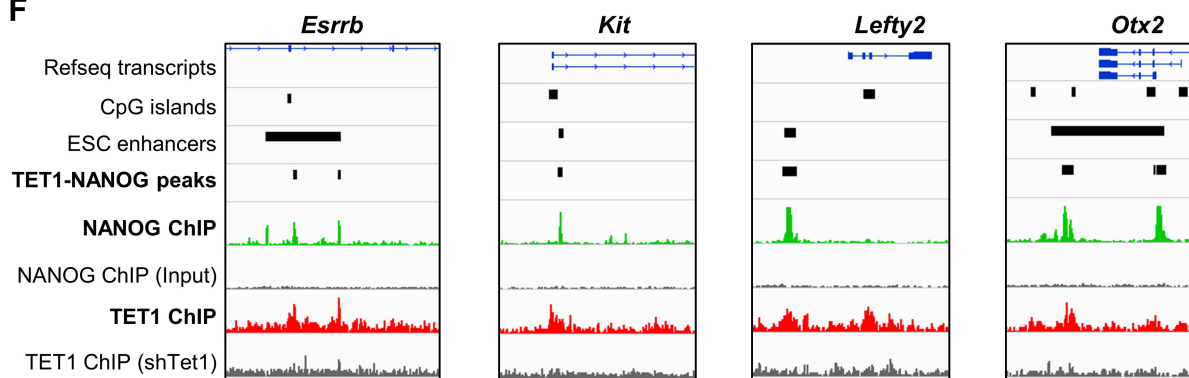 F
Esrrb Kit Lefty2 Otx2
Refseq transcripts
CpG islands
ESC enhancers
TET1-NANOG peaks
NANOG ChIP
NANOG ChIP (Input)
TET1 ChIP
TET1 ChIP (shTet1)